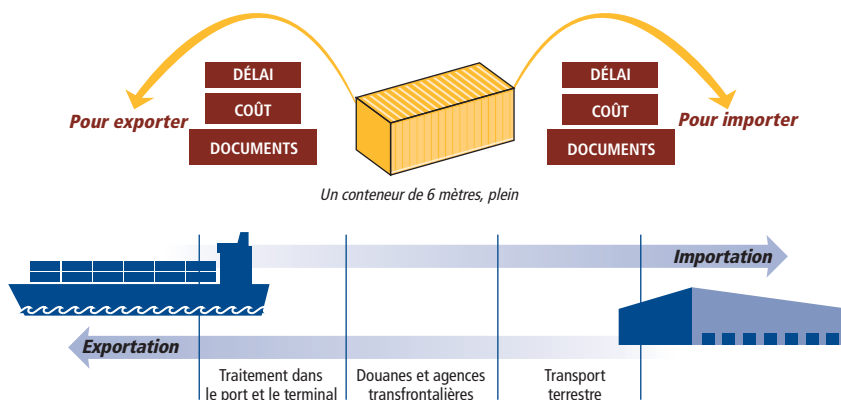 DÉLAI
COÛT
DOCUMENTS
Pour exporter
DÉLAI
COÛT
DOCUMENTS
Pour importer
Un conteneur de 6 mètres, plein
Importation
Exportation
Traitement dans
le port et le terminal
Douanes et agences
transfrontalières
Transport
terrestre